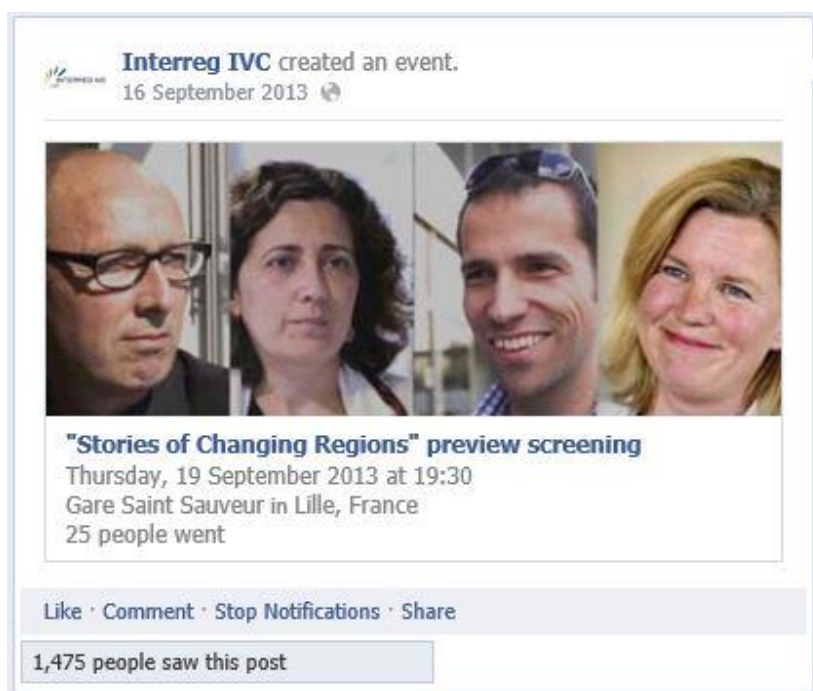 Interreg IVC created an event.
INTERREG IVC
16 September 2013
"Stories of Changing Regions" preview screening
Thursday, 19 September 2013 at 19:30
Gare Saint Sauveur in Lille, France
25 people went
Like · Comment · Stop Notifications · Share
1,475 people saw this post